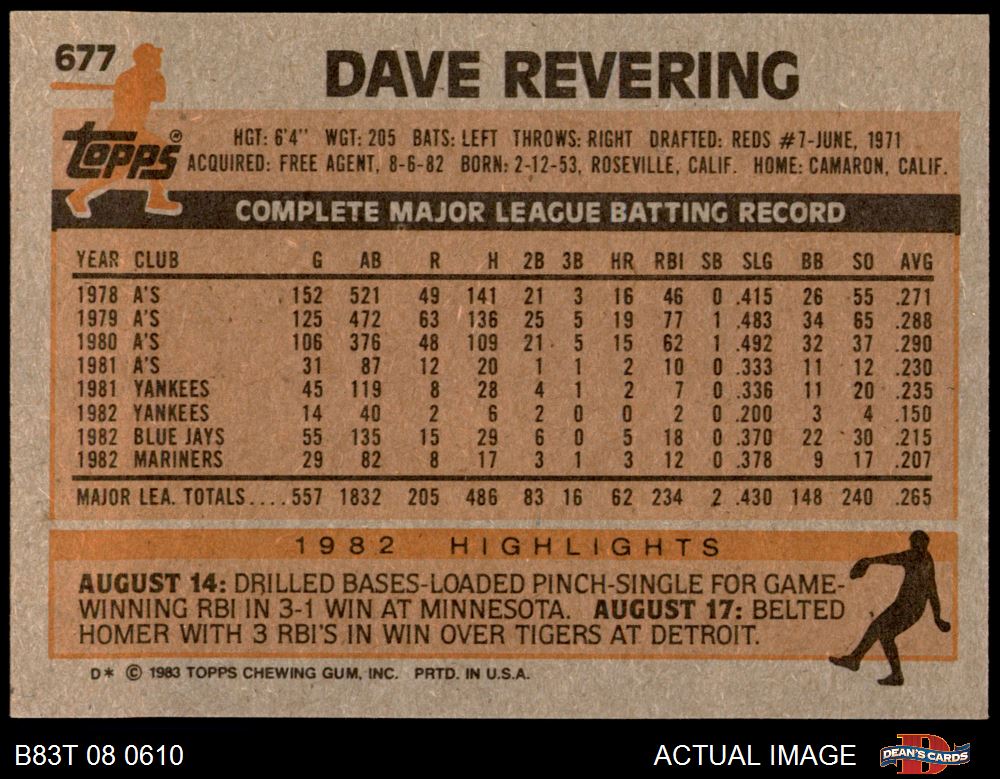 677
DAVE REVERING
topps®
HGT: 6'4" WGT: 205 BATS: LEFT THROWS: RIGHT DRAFTED: REDS #7-JUNE, 1971
ACQUIRED: FREE AGENT, 8-6-82 BORN: 2-12-53, ROSEVILLE, CALIF. HOME: CAMARON, CALIF.
COMPLETE MAJOR LEAGUE BATTING RECORD
YEAR CLUB G AB R H 2B 3B HR RBI SB SLG BB SO AVG
1978 A'S 152 521 49 141 21 3 16 46 0 .415 26 55 .271
1979 A'S 125 472 63 136 25 5 19 77 1 .483 34 65 .288
1980 A'S 106 376 48 109 21 5 15 62 1 .492 32 37 .290
1981 A'S 31 87 12 20 1 1 2 10 0 .333 11 12 .230
1981 YANKEES 45 119 8 28 4 1 2 7 0 .336 11 20 .235
1982 YANKEES 14 40 2 6 2 0 0 2 0 .200 3 4 .150
1982 BLUE JAYS 55 135 15 29 6 0 5 18 0 .370 22 30 .215
1982 MARINERS 29 82 8 17 3 1 3 12 0 .378 9 17 .207
MAJOR LEA. TOTALS.... 557 1832 205 486 83 16 62 234 2 .430 148 240 .265
1982 HIGHLIGHTS
AUGUST 14: DRILLED BASES-LOADED PINCH-SINGLE FOR GAME-
WINNING RBI IN 3-1 WIN AT MINNESOTA. AUGUST 17: BELTED
HOMER WITH 3 RBI'S IN WIN OVER TIGERS AT DETROIT.
D* © 1983 TOPPS CHEWING GUM, INC. PRTD. IN U.S.A.
B83T 08 0610
ACTUAL IMAGE
D
DEAN'S CARDS